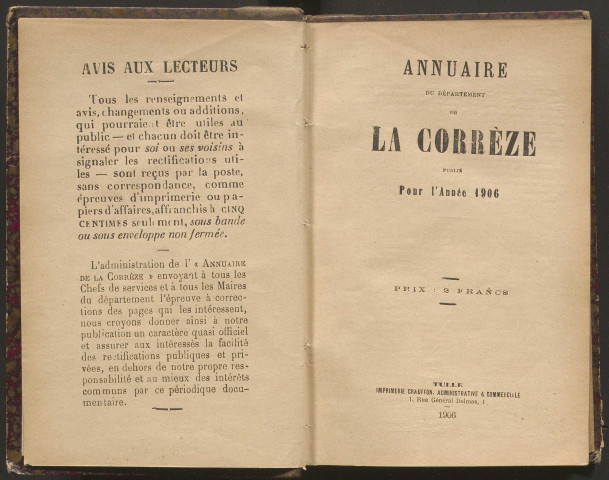 AVIS AUX LECTEURS
Tous les renseignements et
avis, changements ou additions,
qui pourraient être utiles au
public — et chacun doit être in-
téressé pour soi ou ses voisins à
signaler les rectifications uti-
les — sont reçus par la poste,
sans correspondance, comme
épreuves d'imprimerie ou pa-
piers d'affaires, affranchis à CINQ
CENTIMES seulement, sous bande
ou sous enveloppe non fermée.
L'administration de l' « ANNUAIRE
DE LA CORRÈZE » envoyant à tous les
Chefs de services et à tous les Maires
du département l'épreuve à correc-
tions des pages qui les intéressent,
nous croyons donner ainsi à notre
publication un caractère quasi officiel
et assurer aux intéressés la facilité
des rectifications publiques et pri-
vées, en dehors de notre propre res-
ponsabilité et au mieux des intérêts
communs par ce périodique docu-
mentaire.
ANNUAIRE
DU DÉPARTEMENT
DE
LA CORRÈZE
PUBLIÉ
Pour l'Année 1906
PRIX : 2 FRANCS
TULLE
IMPRIMERIE CHAUFFON, ADMINISTRATIVE & COMMERCIALE
1, Rue Général Delmas, 1
1906